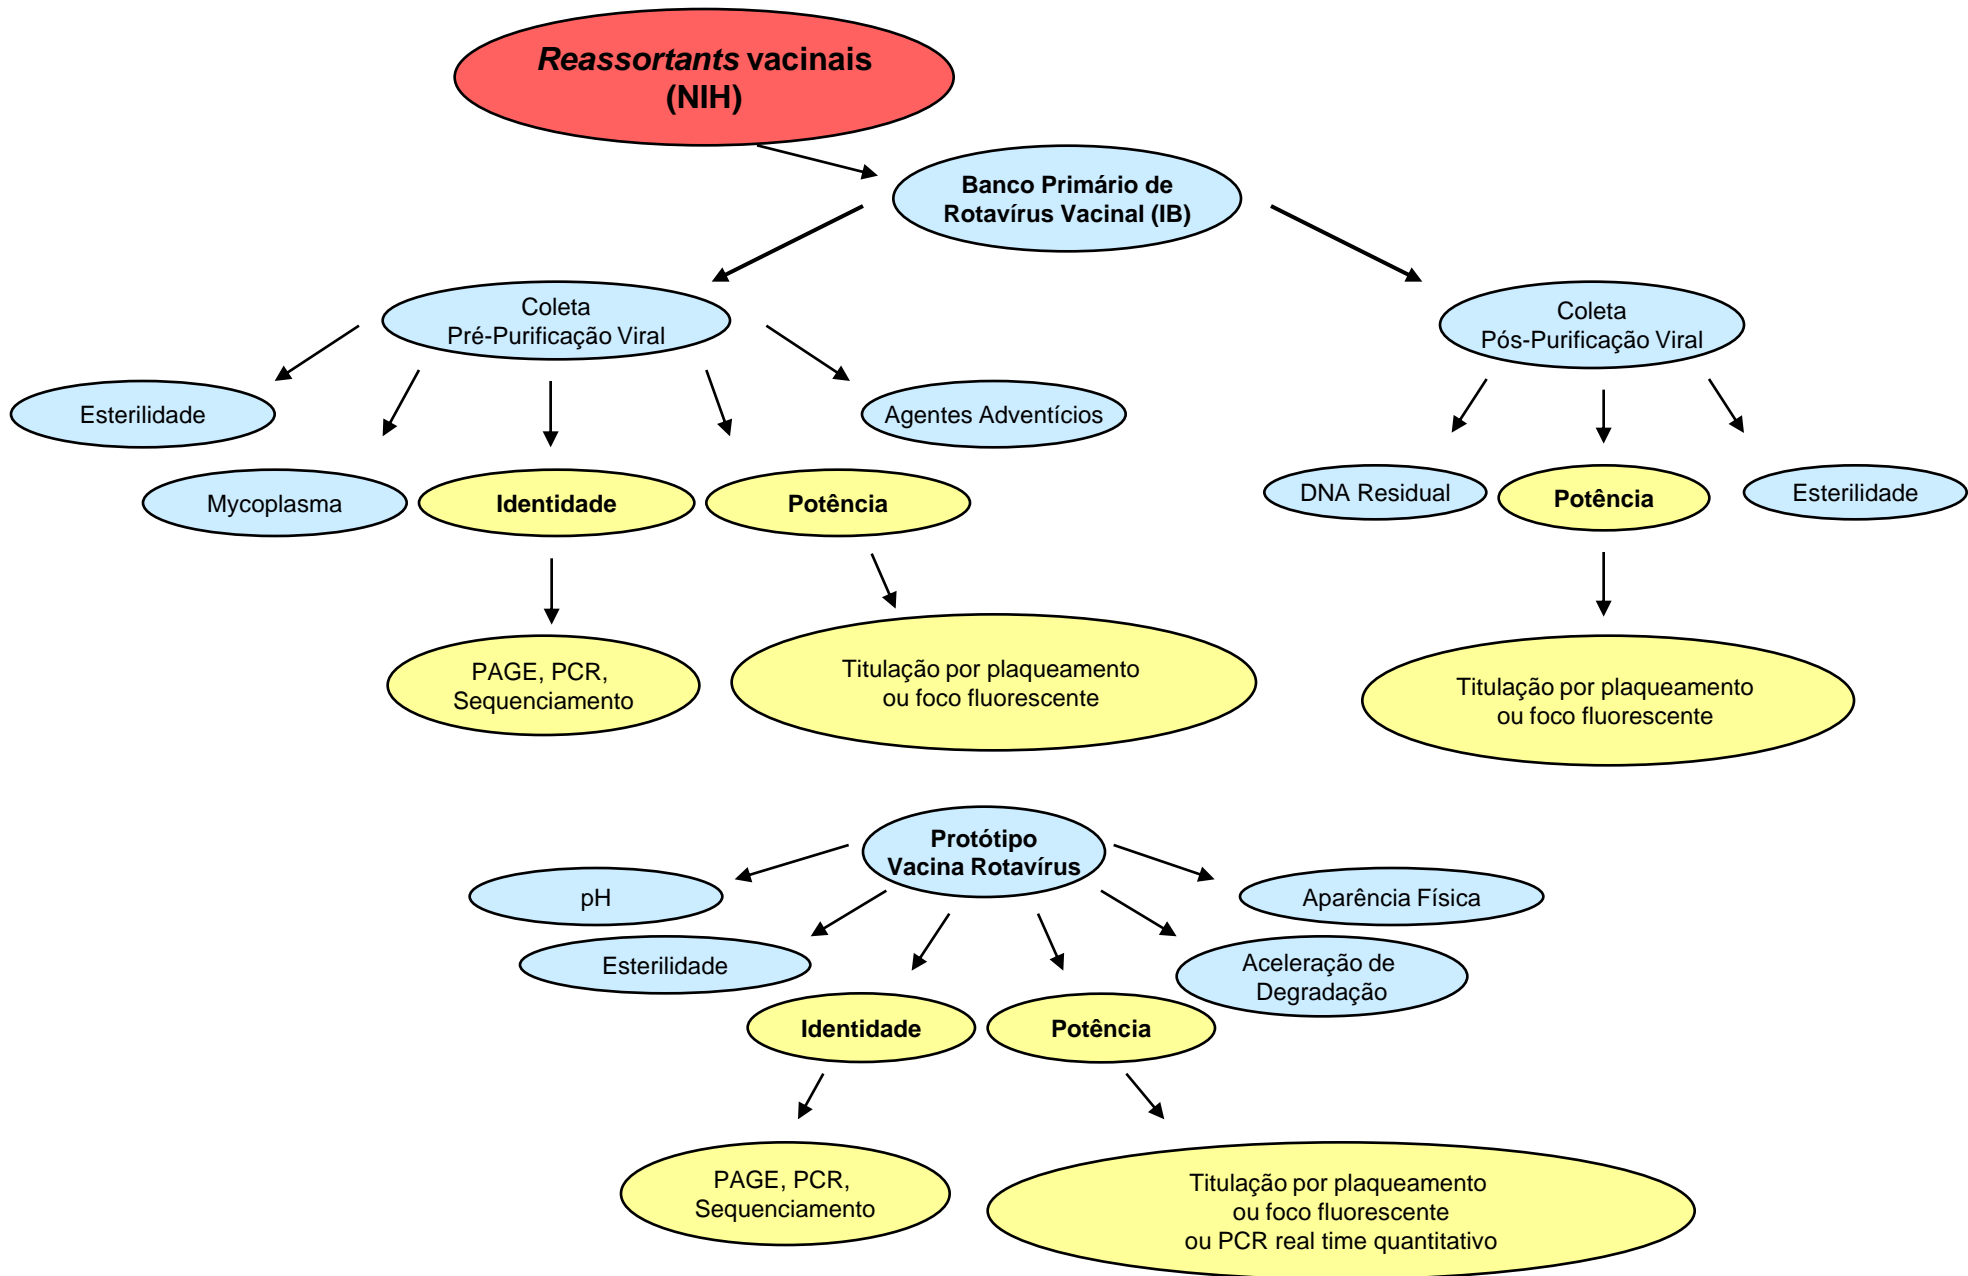 Reassortants vacinais
(NIH)
Banco Primário de
Rotavírus Vacinal (IB)
Coleta
Pré-Purificação Viral
Coleta
Pós-Purificação Viral
Esterilidade
Agentes Adventícios
Mycoplasma
Identidade
Potência
DNA Residual
Potência
Esterilidade
PAGE, PCR,
Sequenciamento
Titulação por plaqueamento
ou foco fluorescente
Titulação por plaqueamento
ou foco fluorescente
Protótipo
Vacina Rotavírus
pH
Aparência Física
Esterilidade
Aceleração de
Degradação
Identidade
Potência
PAGE, PCR,
Sequenciamento
Titulação por plaqueamento
ou foco fluorescente
ou PCR real time quantitativo